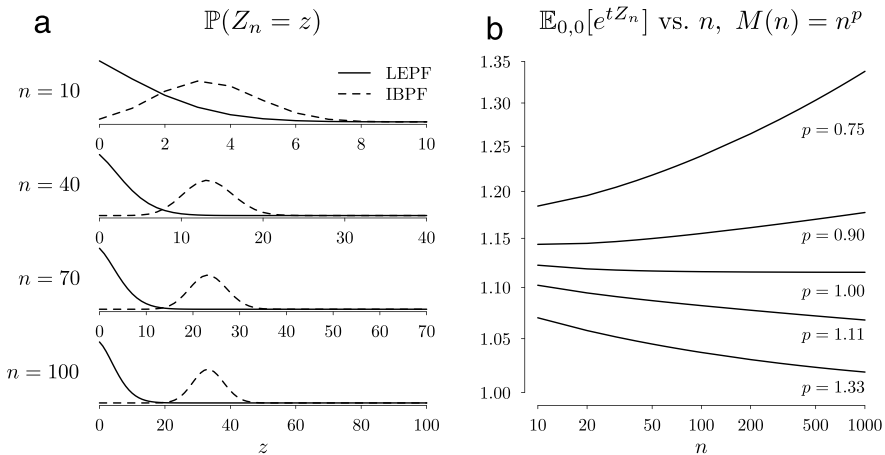 a
ℙ(Z_n = z)
n = 10
LEPF
IBPF
0 2 4 6 8 10
n = 40
0 10 20 30 40
n = 70
0 10 20 30 40 50 60 70
n = 100
0 20 40 60 80 100
z
b
𝔼_{0,0}[e^{tZ_n}] vs. n, M(n) = n^p
1.35
1.30
1.25
1.20
1.15
1.10
1.05
1.00
p = 0.75
p = 0.90
p = 1.00
p = 1.11
p = 1.33
10 20 50 100 200 500 1000
n